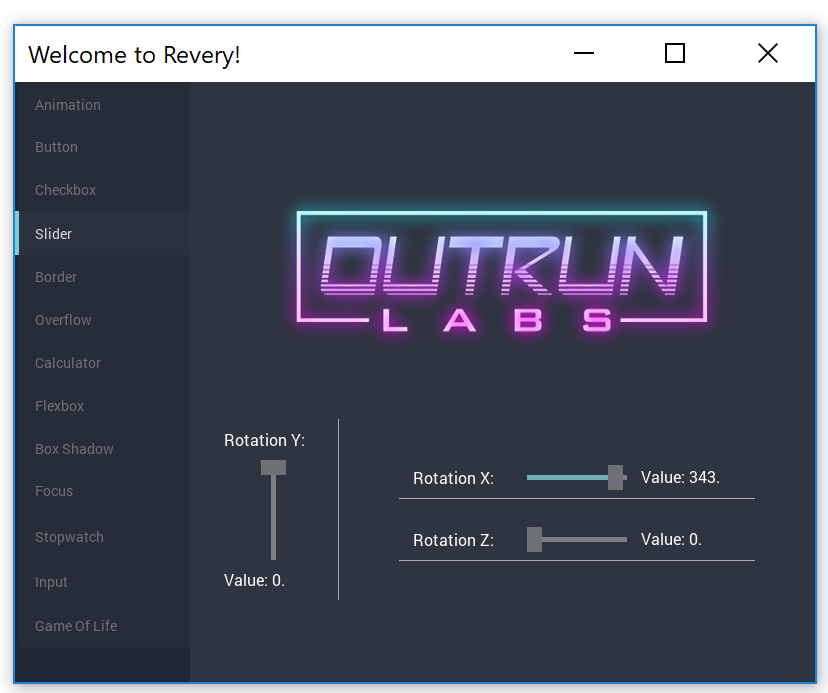 Welcome to Revery!
Animation
Button
Checkbox
Slider
Border
Overflow
Calculator
Flexbox
Box Shadow
Focus
Stopwatch
Input
Game Of Life
OUTRUN
LABS
Rotation Y:
Value: 0.
Rotation X: Value: 343.
Rotation Z: Value: 0.